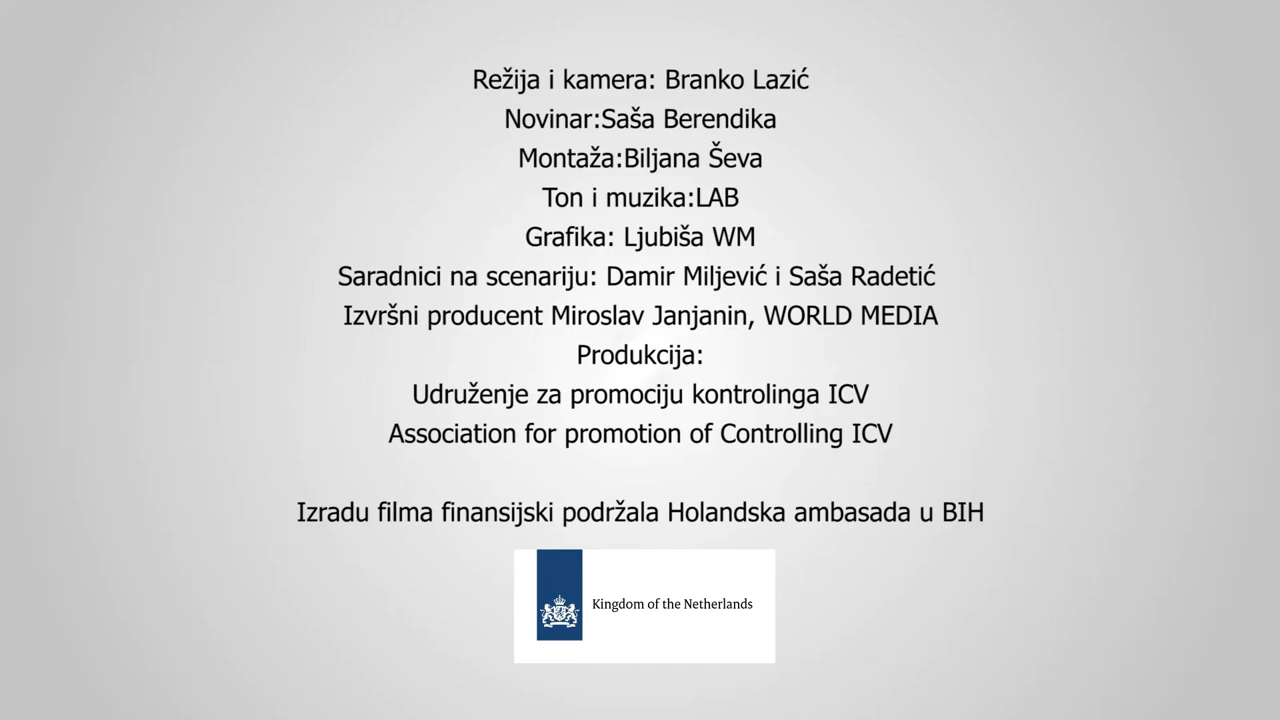 Režija i kamera: Branko Lazić
Novinar:Saša Berendika
Montaža:Biljana Ševa
Ton i muzika:LAB
Grafika: Ljubiša WM
Saradnici na scenariju: Damir Miljević i Saša Radetić
Izvršni producent Miroslav Janjanin, WORLD MEDIA
Produkcija:
Udruženje za promociju kontrolinga ICV
Association for promotion of Controlling ICV
Izradu filma finansijski podržala Holandska ambasada u BIH
Kingdom of the Netherlands